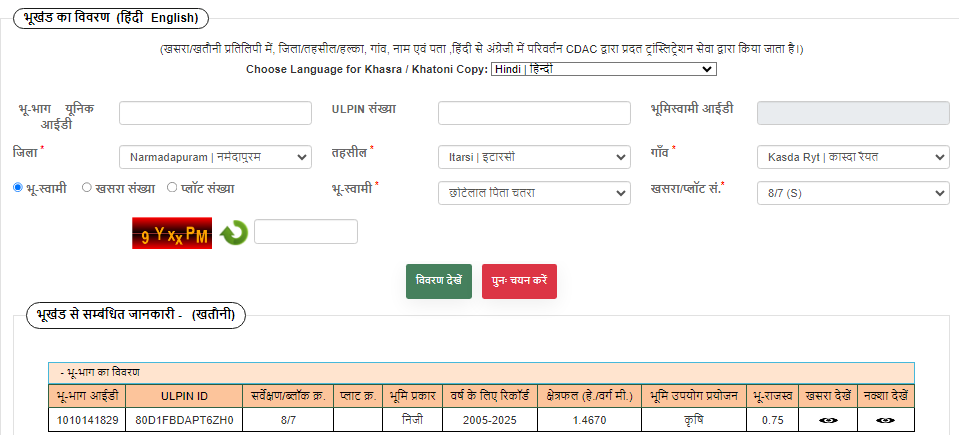 भूखंड का विवरण (हिंदी English)
(खसरा/खतौनी प्रतिलिपी में, जिला/तहसील/हल्का, गांव, नाम एवं पता ,हिंदी से अंग्रेजी में परिवर्तन CDAC द्वारा प्रदत ट्रांस्लिट्रेशन सेवा द्वारा किया जाता है।)
Choose Language for Khasra / Khatoni Copy: Hindi | हिन्दी
भू-भाग यूनिक आईडी ULPIN संख्या भूमिस्वामी आईडी
जिला * Narmadapuram | नर्मदापुरम तहसील * Itarsi | इटारसी गाँव * Kasda Ryt | कास्दा रैयत
भू-स्वामी खसरा संख्या प्लॉट संख्या भू-स्वामी * छोटेलाल पिता चतरा खसरा/प्लॉट सं.* 8/7 (S)
9 Y x x P M
विवरण देखें पुनः चयन करें
भूखंड से सम्बंधित जानकारी - (खतौनी)
- भू-भाग का विवरण
भू-भाग आईडी ULPIN ID सर्वेक्षण/ब्लॉक क्र. प्लाट क्र. भूमि प्रकार वर्ष के लिए रिकॉर्ड क्षेत्रफल (हे./वर्ग मी.) भूमि उपयोग प्रयोजन भू-राजस्व खसरा देखें नक्शा देखें
1010141829 80D1FBDAPT6ZH0 8/7 निजी 2005-2025 1.4670 कृषि 0.75